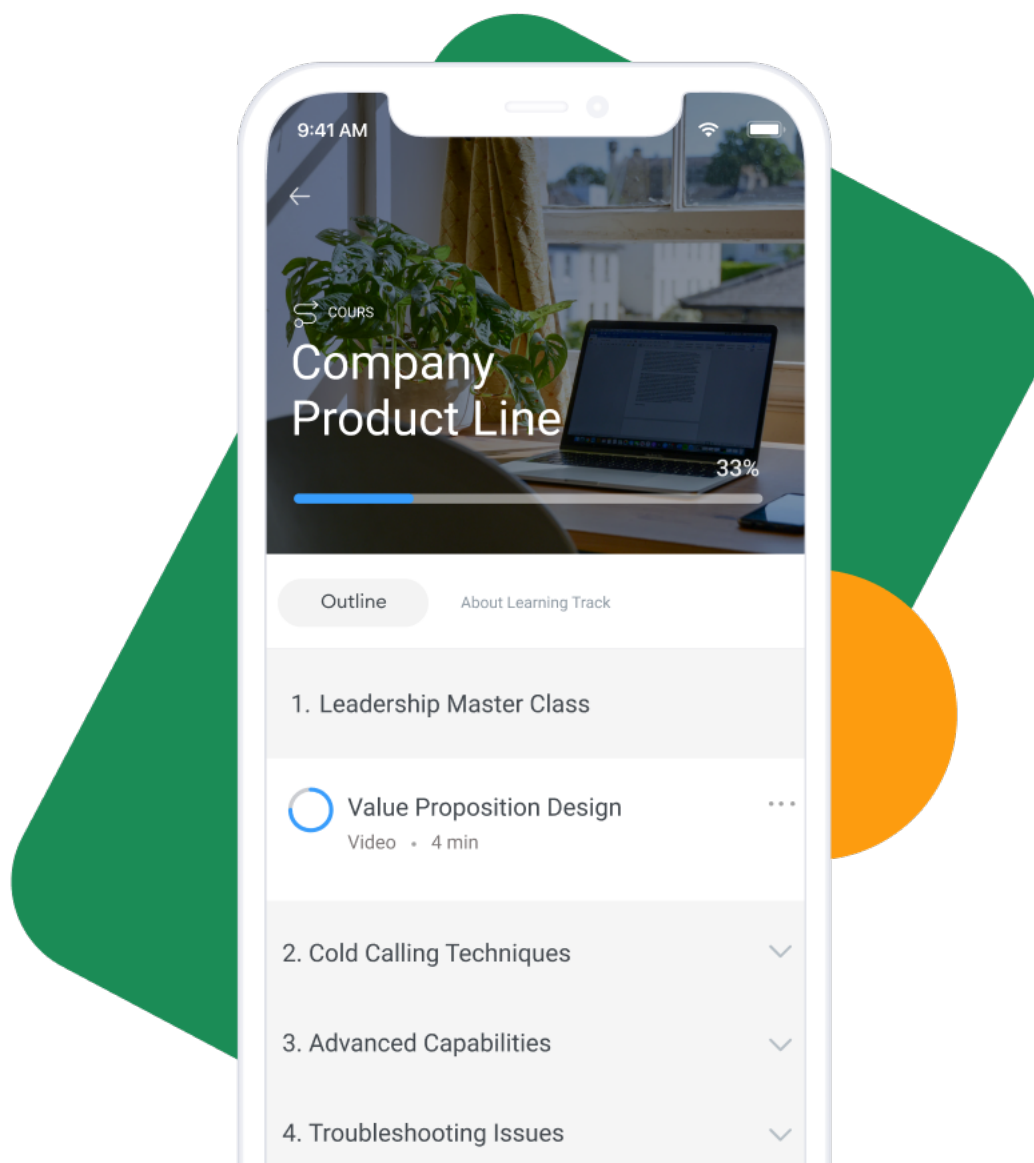 9:41 AM
COURS
Company
Product Line
33%
Outline
About Learning Track
1. Leadership Master Class
Value Proposition Design
Video • 4 min
2. Cold Calling Techniques
3. Advanced Capabilities
4. Troubleshooting Issues